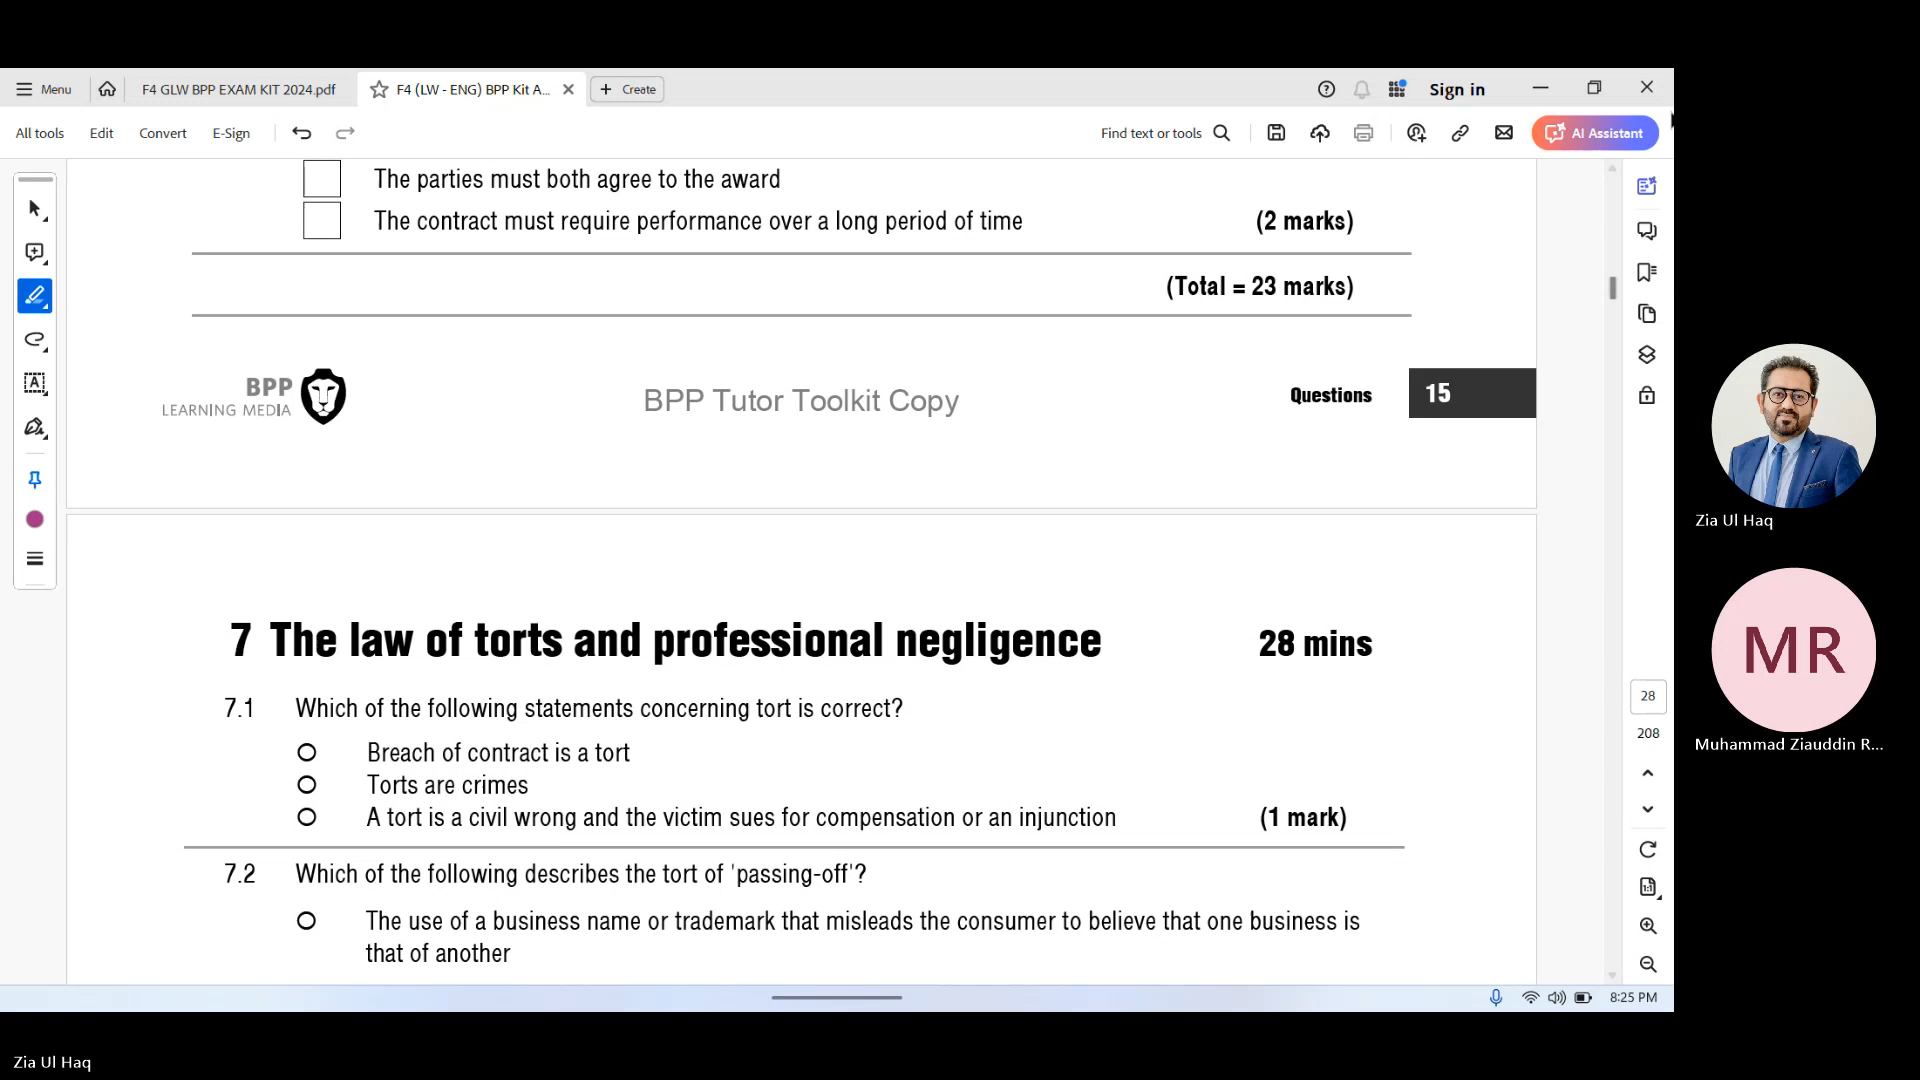 Menu
F4 GLW BPP EXAM KIT 2024.pdf
F4 (LW - ENG) BPP Kit A...
Create
Sign in
All tools
Edit
Convert
E-Sign
Find text or tools
AI Assistant
The parties must both agree to the award
The contract must require performance over a long period of time (2 marks)
(Total = 23 marks)
BPP
LEARNING MEDIA
BPP Tutor Toolkit Copy
Questions 15
7 The law of torts and professional negligence 28 mins
7.1 Which of the following statements concerning tort is correct?
Breach of contract is a tort
Torts are crimes
A tort is a civil wrong and the victim sues for compensation or an injunction (1 mark)
7.2 Which of the following describes the tort of 'passing-off'?
The use of a business name or trademark that misleads the consumer to believe that one business is
that of another
28
208
1:1
8:25 PM
Zia Ul Haq
MR
Muhammad Ziauddin R...
Zia Ul Haq